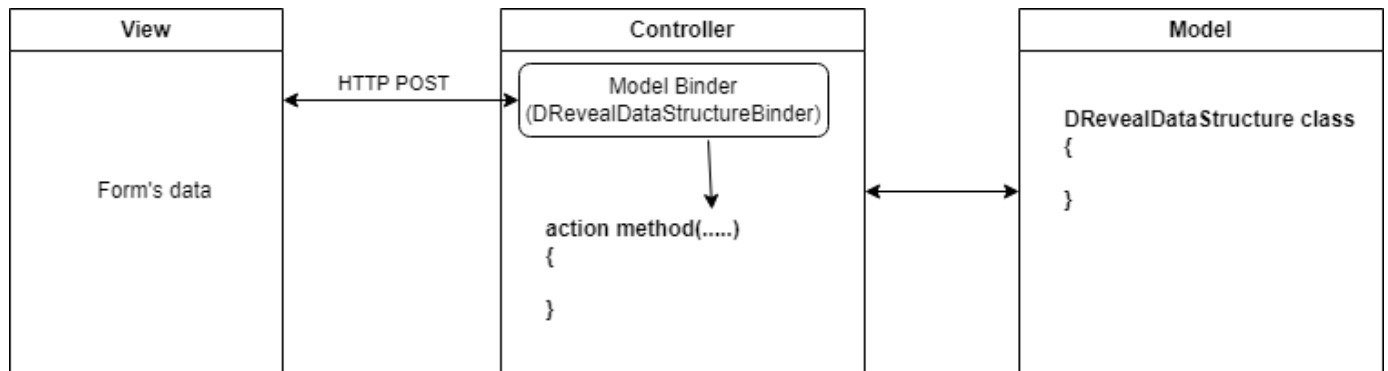 View
Controller
Model
HTTP POST
Model Binder
(DRevealDataStructureBinder)
Form's data
action method(.....)
{
}
DRevealDataStructure class
{
}